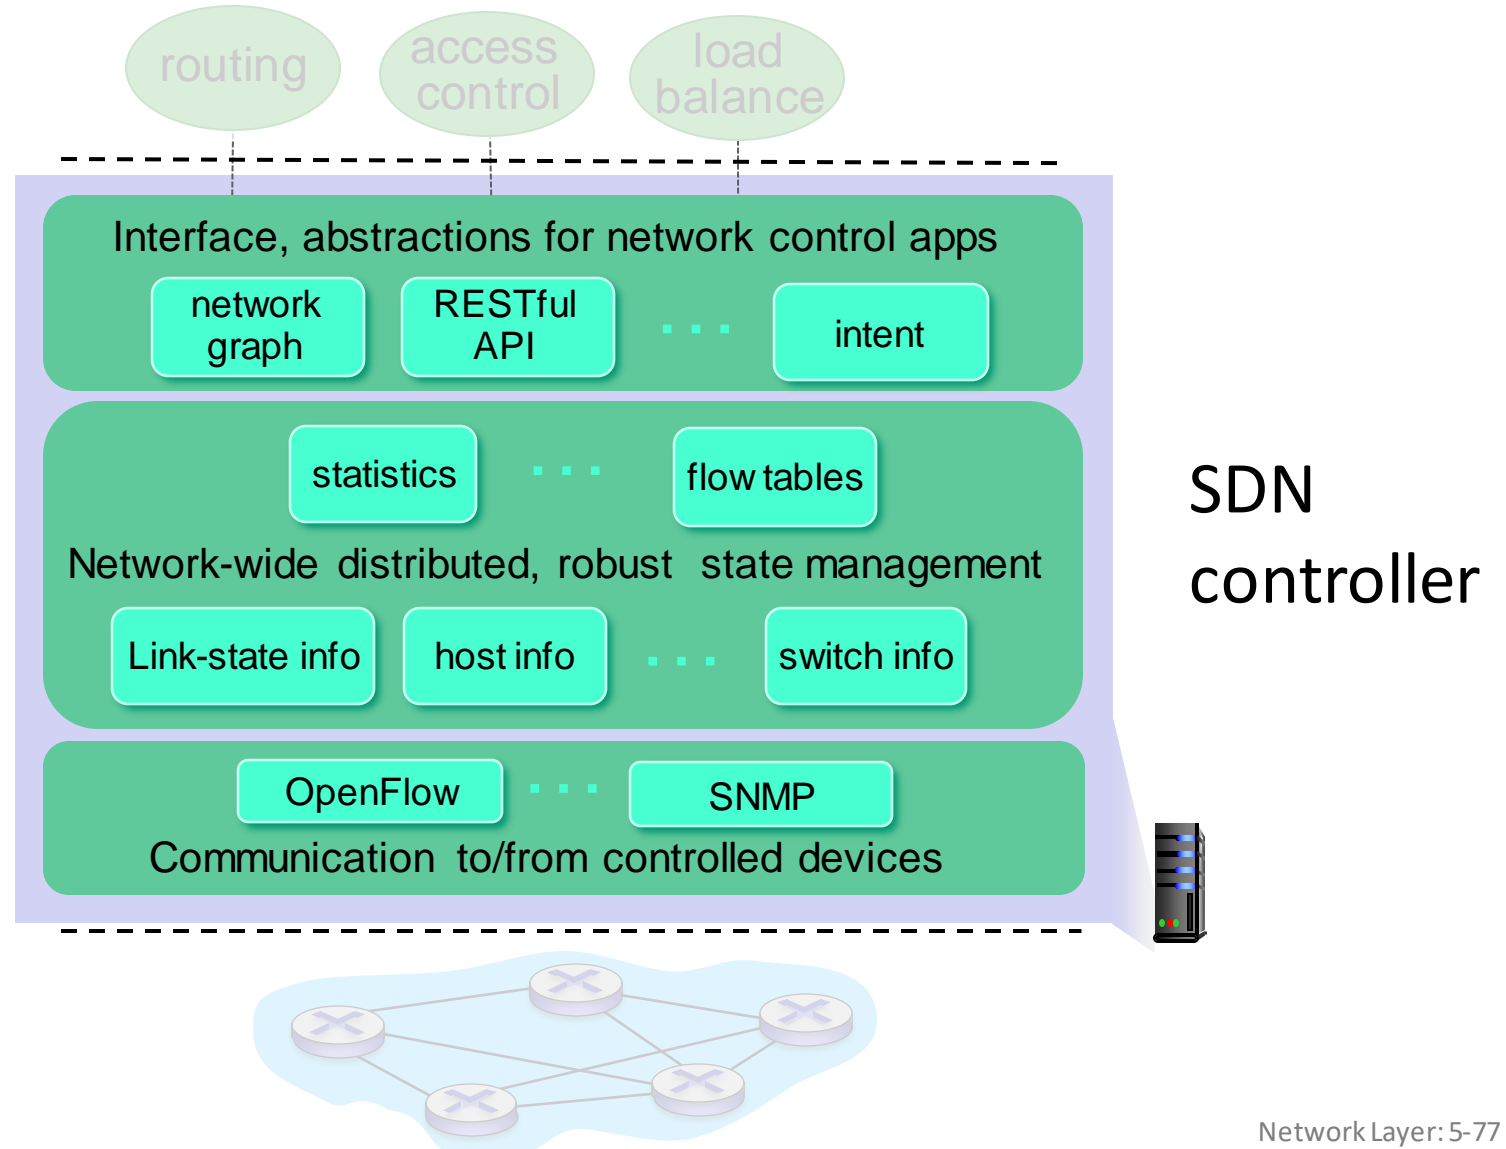 routing
access
control
load
balance
Interface, abstractions for network control apps
network
graph
RESTful
API
. . .
intent
statistics
. . .
flow tables
Network-wide distributed, robust state management
Link-state info
host info
. . .
switch info
OpenFlow
. . .
SNMP
Communication to/from controlled devices
SDN
controller
Network Layer: 5-77